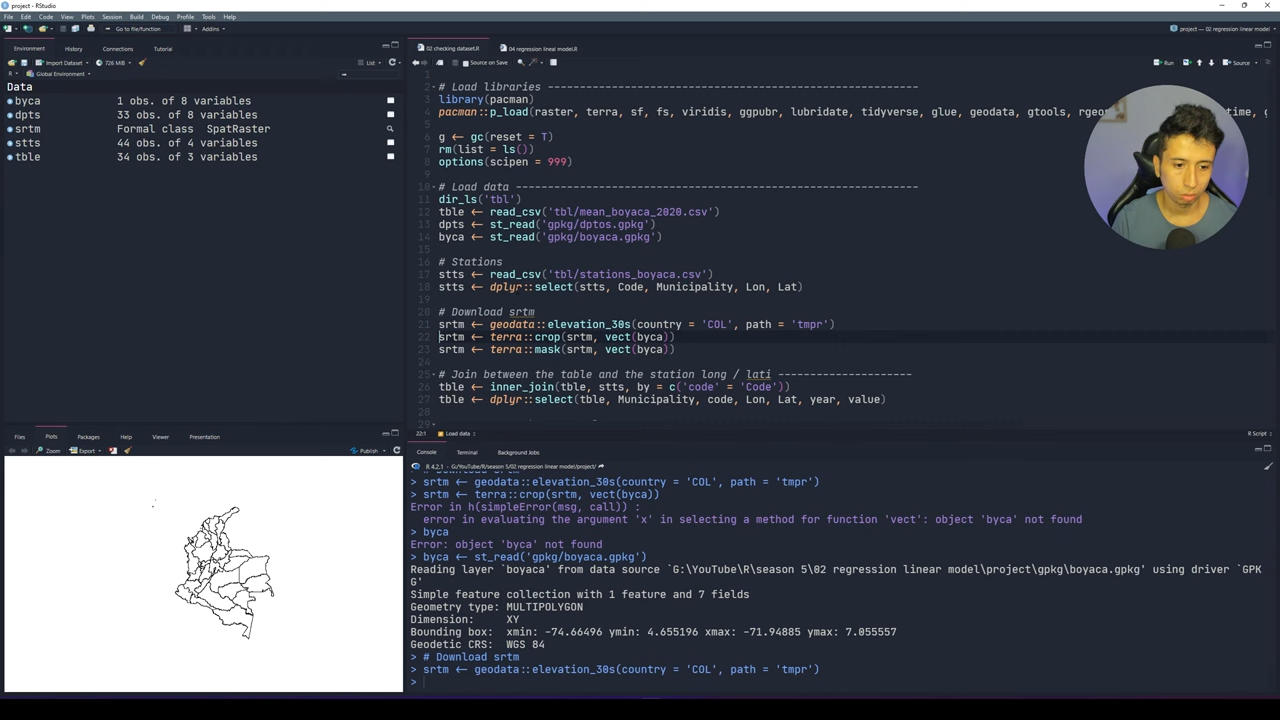 project - RStudio
File Edit Code View Plots Session Build Debug Profile Tools Help
Go to file/function Addins project — 02 regression linear model
Environment History Connections Tutorial
Import Dataset 726 MiB List
R Global Environment
Data
byca 1 obs. of 8 variables
dpts 33 obs. of 8 variables
srtm Formal class SpatRaster
stts 44 obs. of 4 variables
tble 34 obs. of 3 variables
Files Plots Packages Help Viewer Presentation
Zoom Export Publish
02 checking dataset.R 04 regression lineal model.R
Source on Save Run Source
1
2 # Load libraries -----------------------------------------------------------
3 library(pacman)
4 pacman::p_load(raster, terra, sf, fs, viridis, ggpubr, lubridate, tidyverse, glue, geodata, gtools, rgeo time, g
5
6 g <- gc(reset = T)
7 rm(list = ls())
8 options(scipen = 999)
9
10 # Load data ----------------------------------------------------------------
11 dir_ls('tbl')
12 tble <- read_csv('tbl/mean_boyaca_2020.csv')
13 dpts <- st_read('gpkg/dptos.gpkg')
14 byca <- st_read('gpkg/boyaca.gpkg')
15
16 # Stations
17 stts <- read_csv('tbl/stations_boyaca.csv')
18 stts <- dplyr::select(stts, Code, Municipality, Lon, Lat)
19
20 # Download srtm
21 srtm <- geodata::elevation_30s(country = 'COL', path = 'tmpr')
22 srtm <- terra::crop(srtm, vect(byca))
23 srtm <- terra::mask(srtm, vect(byca))
24
25 # Join between the table and the station long / lati ---------------------
26 tble <- inner_join(tble, stts, by = c('code' = 'Code'))
27 tble <- dplyr::select(tble, Municipality, code, Lon, Lat, year, value)
28
29
22:1 Load data R Script
Console Terminal Background Jobs
R 4.2.1 · G:/YouTube/R/season 5/02 regression linear model/project/
> srtm <- geodata::elevation_30s(country = 'COL', path = 'tmpr')
> srtm <- terra::crop(srtm, vect(byca))
Error in h(simpleError(msg, call)) :
error in evaluating the argument 'x' in selecting a method for function 'vect': object 'byca' not found
> byca
Error: object 'byca' not found
> byca <- st_read('gpkg/boyaca.gpkg')
Reading layer `boyaca' from data source `G:\YouTube\R\season 5\02 regression linear model\project\gpkg\boyaca.gpkg' using driver `GPK
G'
Simple feature collection with 1 feature and 7 fields
Geometry type: MULTIPOLYGON
Dimension: XY
Bounding box: xmin: -74.66496 ymin: 4.655196 xmax: -71.94885 ymax: 7.055557
Geodetic CRS: WGS 84
> # Download srtm
> srtm <- geodata::elevation_30s(country = 'COL', path = 'tmpr')
>